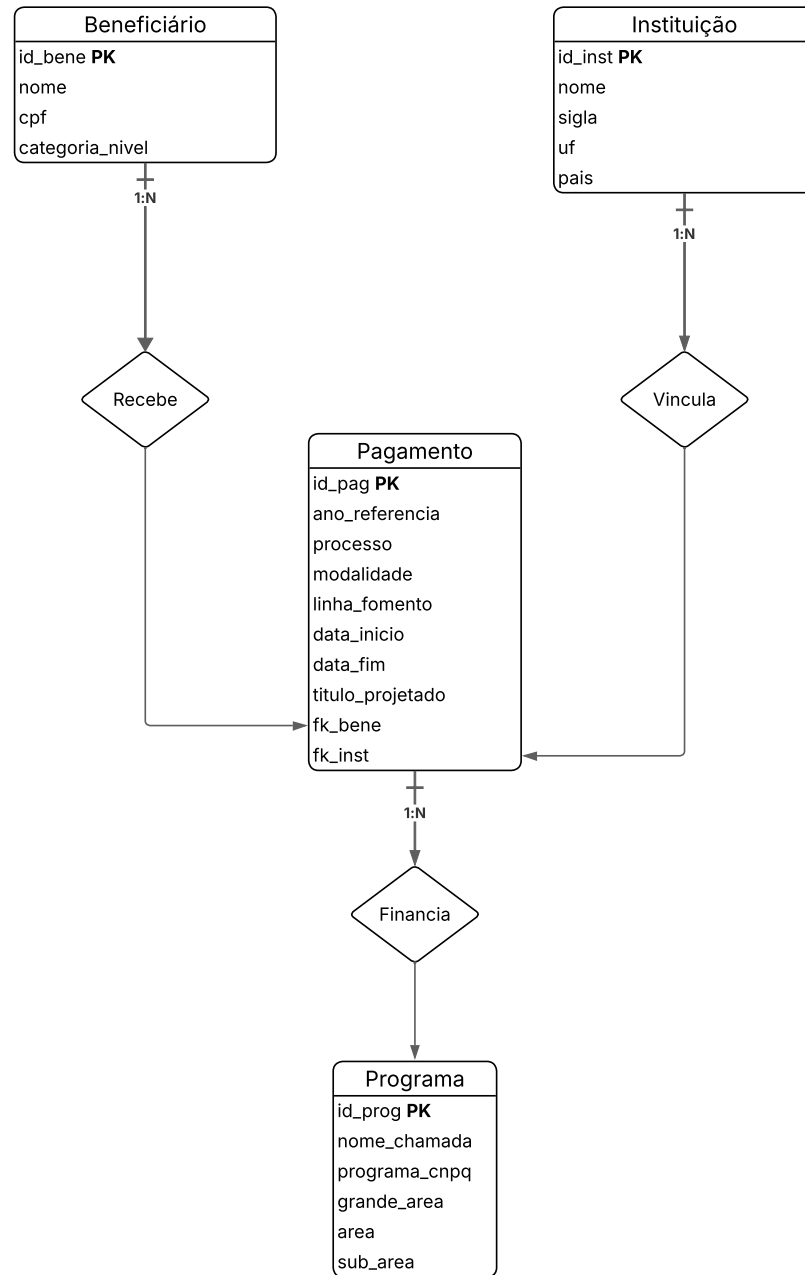 Beneficiário
id_bene PK
nome
cpf
categoria_nivel
1:N
Recebe
Instituição
id_inst PK
nome
sigla
uf
pais
1:N
Vincula
Pagamento
id_pag PK
ano_referencia
processo
modalidade
linha_fomento
data_inicio
data_fim
titulo_projetado
fk_bene
fk_inst
1:N
Financia
Programa
id_prog PK
nome_chamada
programa_cnpq
grande_area
area
sub_area